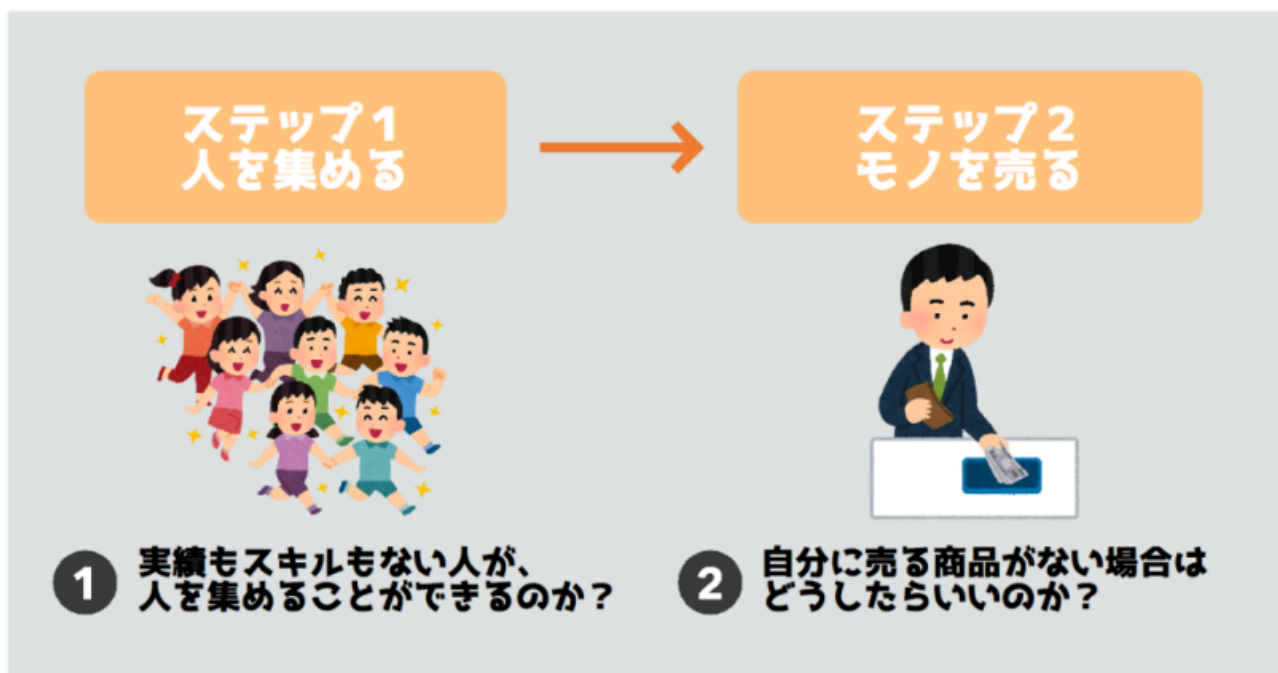 ステップ1
人を集める
ステップ2
モノを売る
1 実績もスキルもない人が、
人を集めることができるのか?
2 自分に売る商品がない場合は
どうしたらいいのか?